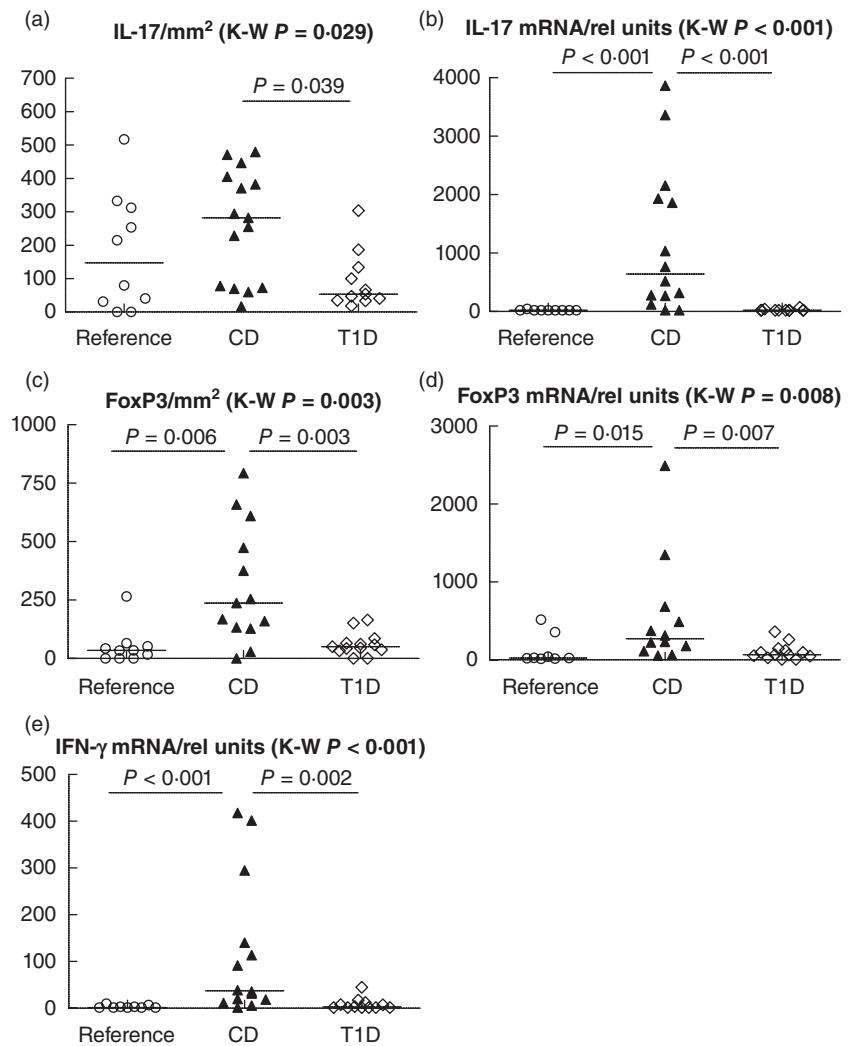 (a)
IL-17/mm² (K-W P = 0·029)
P = 0·039
700
600
500
400
300
200
100
0
Reference CD T1D
(b)
IL-17 mRNA/rel units (K-W P < 0·001)
P < 0·001 P < 0·001
4000
3000
2000
1000
0
Reference CD T1D
(c)
FoxP3/mm² (K-W P = 0·003)
P = 0·006 P = 0·003
1000
750
500
250
0
Reference CD T1D
(d)
FoxP3 mRNA/rel units (K-W P = 0·008)
P = 0·015 P = 0·007
3000
2000
1000
0
Reference CD T1D
(e)
IFN-γ mRNA/rel units (K-W P < 0·001)
P < 0·001 P = 0·002
500
400
300
200
100
0
Reference CD T1D